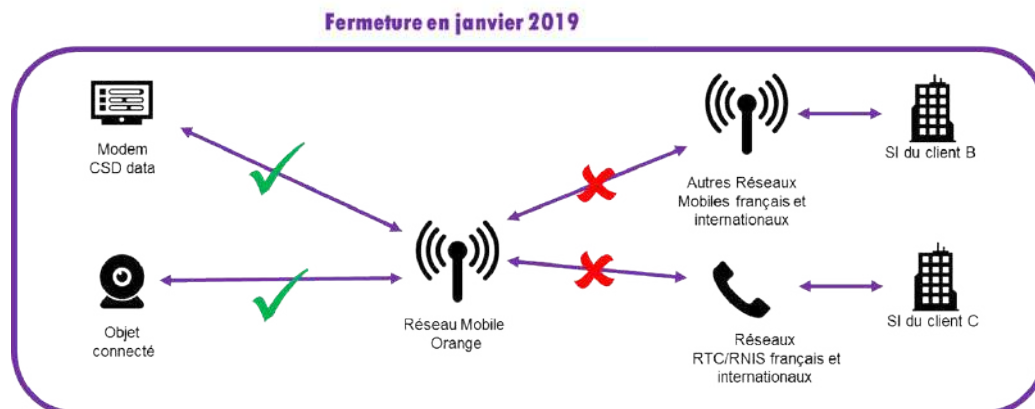 Fermeture en janvier 2019
Modem
CSD data
SI du client B
Autres Réseaux
Mobiles français et
internationaux
Objet
connecté
Réseau Mobile
Orange
Réseaux
RTC/RNIS français et
internationaux
SI du client C